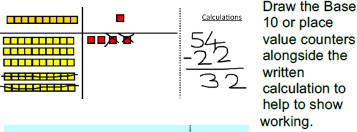 Calculations
54
-22
32
Draw the Base
10 or place
value counters
alongside the
written
calculation to
help to show
working.